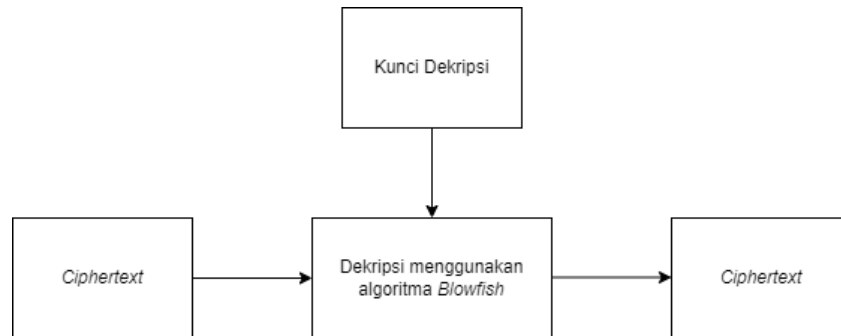 Kunci Dekripsi
Ciphertext
Dekripsi menggunakan
algoritma Blowfish
Ciphertext